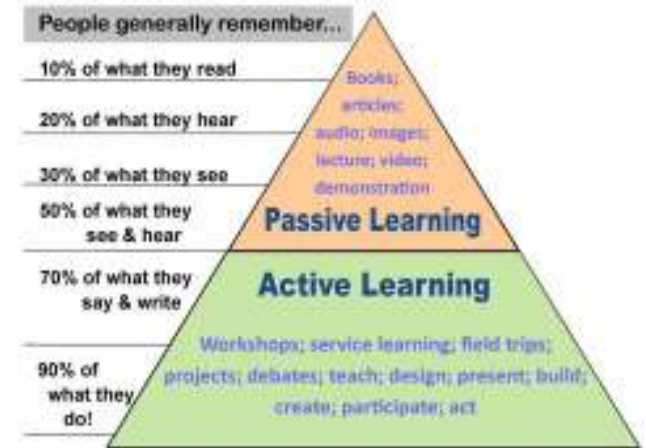 People generally remember...
10% of what they read
20% of what they hear
30% of what they see
50% of what they
see & hear
70% of what they
say & write
90% of
what they
do!
Books;
articles;
audio; images;
lecture; video;
demonstration
Passive Learning
Active Learning
Workshops; service learning; field trips;
projects; debates; teach; design; present; build;
create; participate; act